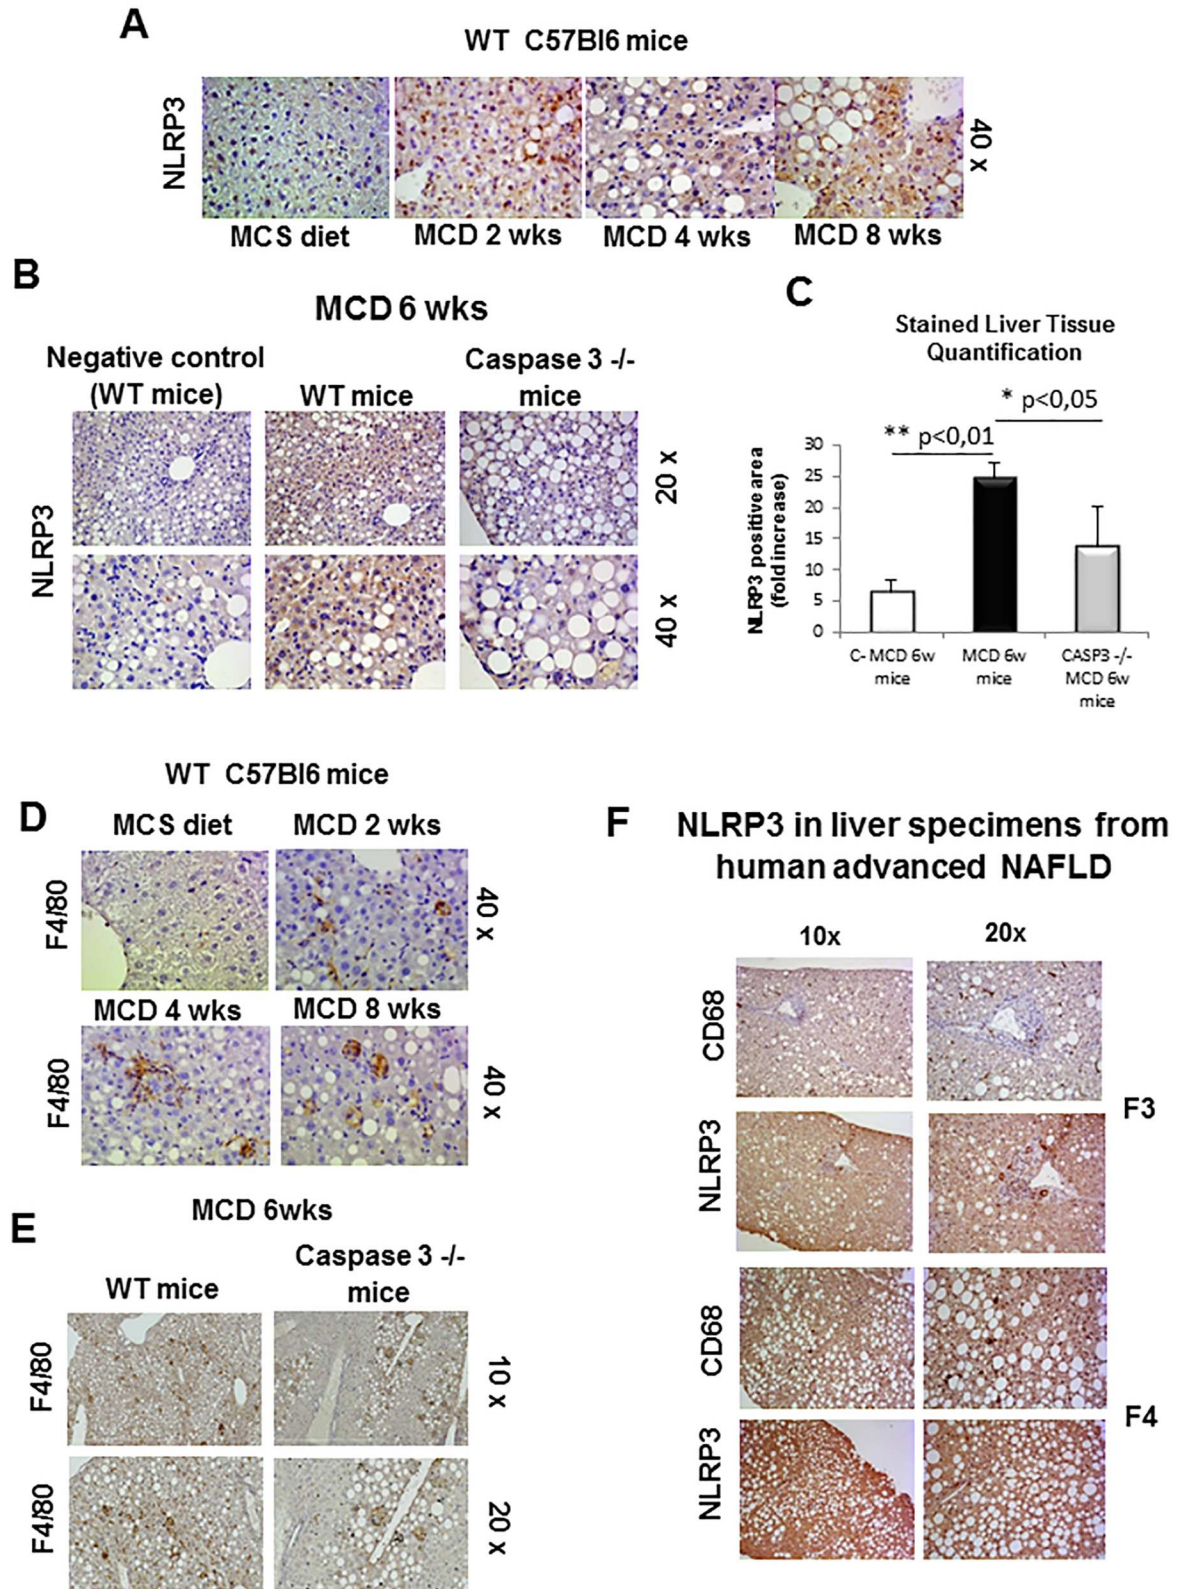 A
WT C57Bl6 mice
NLRP3
40 x
MCS diet
MCD 2 wks
MCD 4 wks
MCD 8 wks
B
MCD 6 wks
Negative control
(WT mice)
WT mice
Caspase 3 -/-
mice
NLRP3
20 x
40 x
C
Stained Liver Tissue
Quantification
* p<0,05
** p<0,01
NLRP3 positive area
(fold increase)
30
25
20
15
10
5
0
C- MCD 6w
mice
MCD 6w
mice
CASP3 -/-
MCD 6w
mice
WT C57Bl6 mice
D
MCS diet
MCD 2 wks
F4/80
40 x
MCD 4 wks
MCD 8 wks
F4/80
40 x
E
MCD 6wks
WT mice
Caspase 3 -/-
mice
F4/80
10 x
F4/80
20 x
F
NLRP3 in liver specimens from
human advanced NAFLD
10x
20x
CD68
NLRP3
F3
CD68
NLRP3
F4